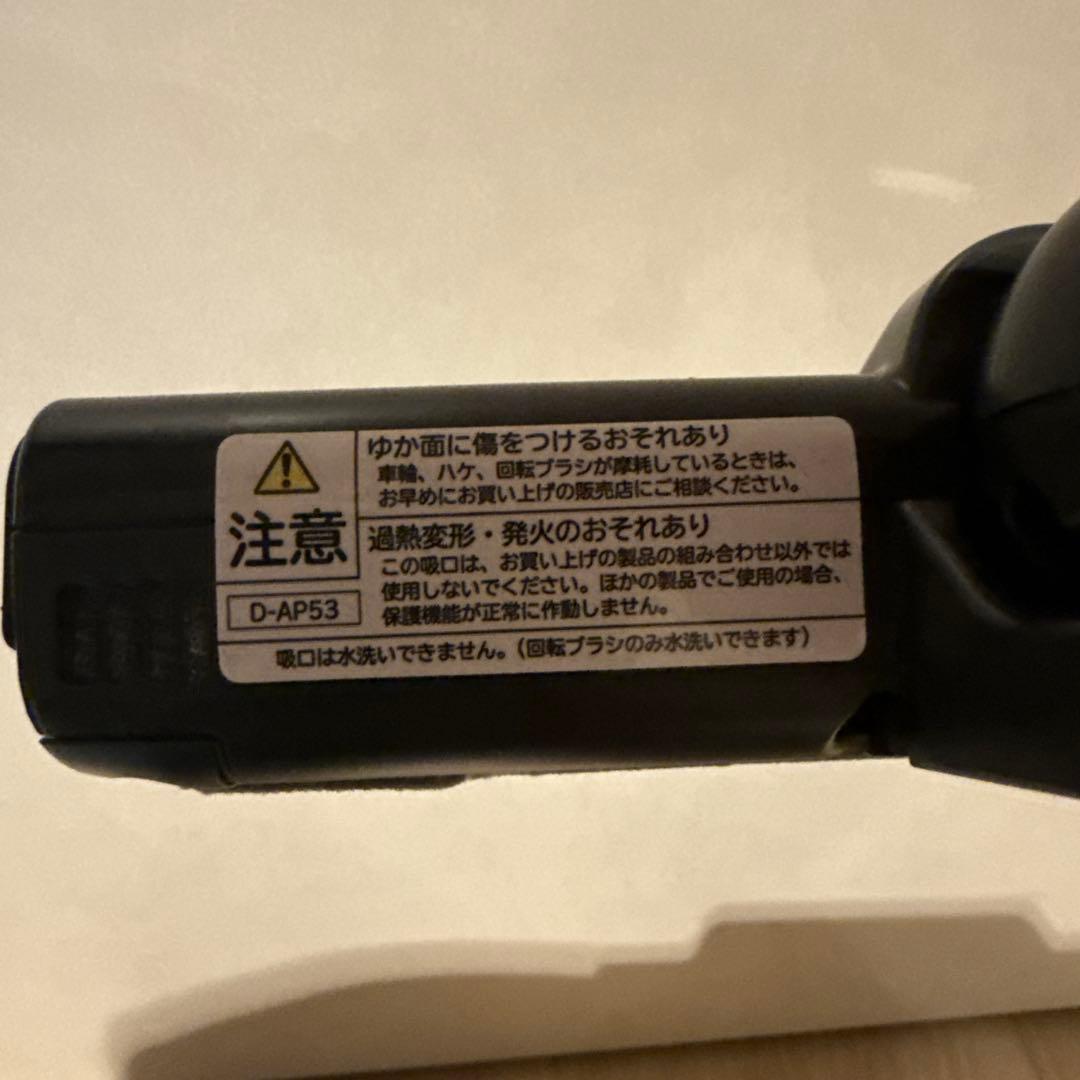 注意
D-AP53
ゆか面に傷をつけるおそれあり
車輪、ハケ、回転ブラシが摩耗しているときは、
お早めにお買い上げの販売店にご相談ください。
過熱変形・発火のおそれあり
この吸口は、お買い上げの製品の組み合わせ以外では
使用しないでください。ほかの製品でご使用の場合、
保護機能が正常に作動しません。
吸口は水洗いできません。(回転ブラシのみ水洗いできます)